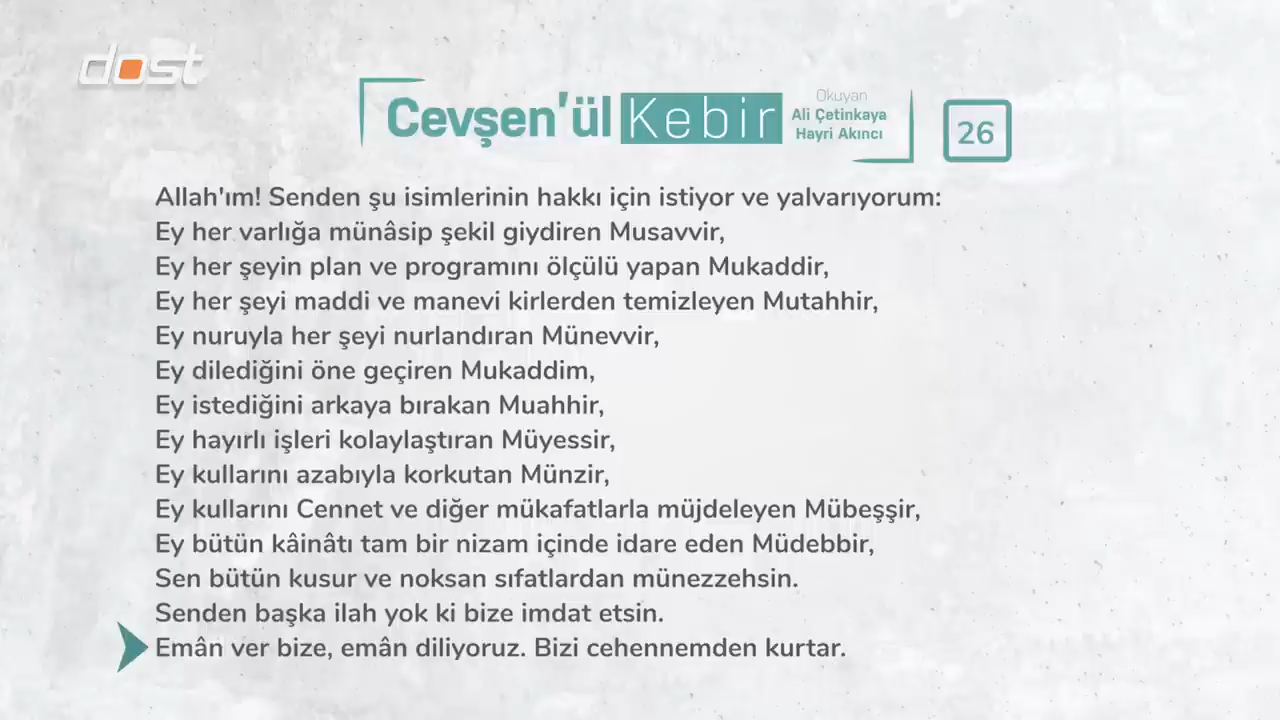 dost
Cevşen'ül Kebir
Okuyan
Ali Çetinkaya
Hayri Akıncı
26
Allah'ım! Senden şu isimlerinin hakkı için istiyor ve yalvarıyorum:
Ey her varlığa münâsip şekil giydiren Musavvir,
Ey her şeyin plan ve programını ölçülü yapan Mukaddir,
Ey her şeyi maddi ve manevi kirlerden temizleyen Mutahhir,
Ey nuruyla her şeyi nurlandıran Münevvir,
Ey dilediğini öne geçiren Mukaddim,
Ey istediğini arkaya bırakan Muahhir,
Ey hayırlı işleri kolaylaştıran Müyessir,
Ey kullarını azabıyla korkutan Münzir,
Ey kullarını Cennet ve diğer mükafatlarla müjdeleyen Mübeşşir,
Ey bütün kâinâtı tam bir nizam içinde idare eden Müdebbir,
Sen bütün kusur ve noksan sıfatlardan münezzehsin.
Senden başka ilah yok ki bize imdat etsin.
Emân ver bize, emân diliyoruz. Bizi cehennemden kurtar.